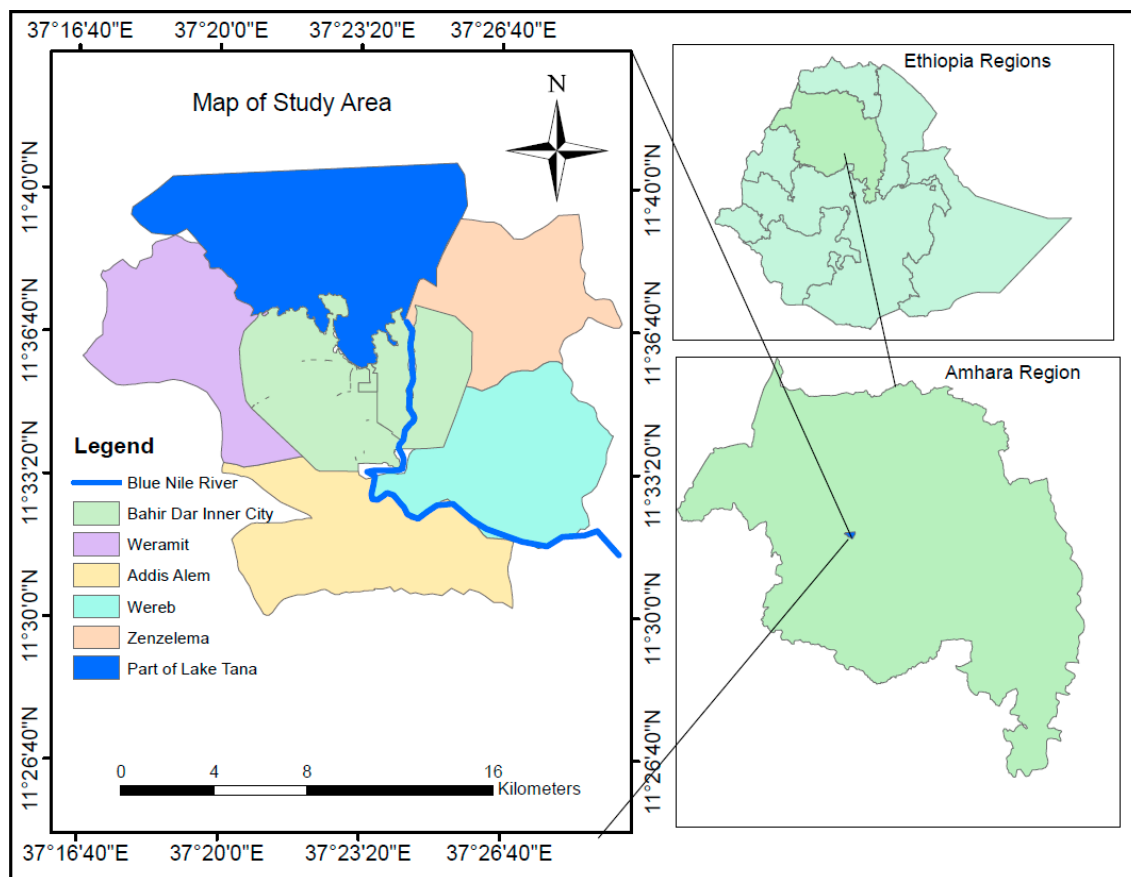 37°16'40"E 37°20'0"E 37°23'20"E 37°26'40"E
Map of Study Area
N
11°40'0"N
11°36'40"N
11°33'20"N
11°30'0"N
11°26'40"N
Legend
Blue Nile River
Bahir Dar Inner City
Weramit
Addis Alem
Wereb
Zenzelema
Part of Lake Tana
0 4 8 16
Kilometers
37°16'40"E 37°20'0"E 37°23'20"E 37°26'40"E
11°40'0"N
11°36'40"N
11°33'20"N
11°30'0"N
11°26'40"N
Ethiopia Regions
Amhara Region